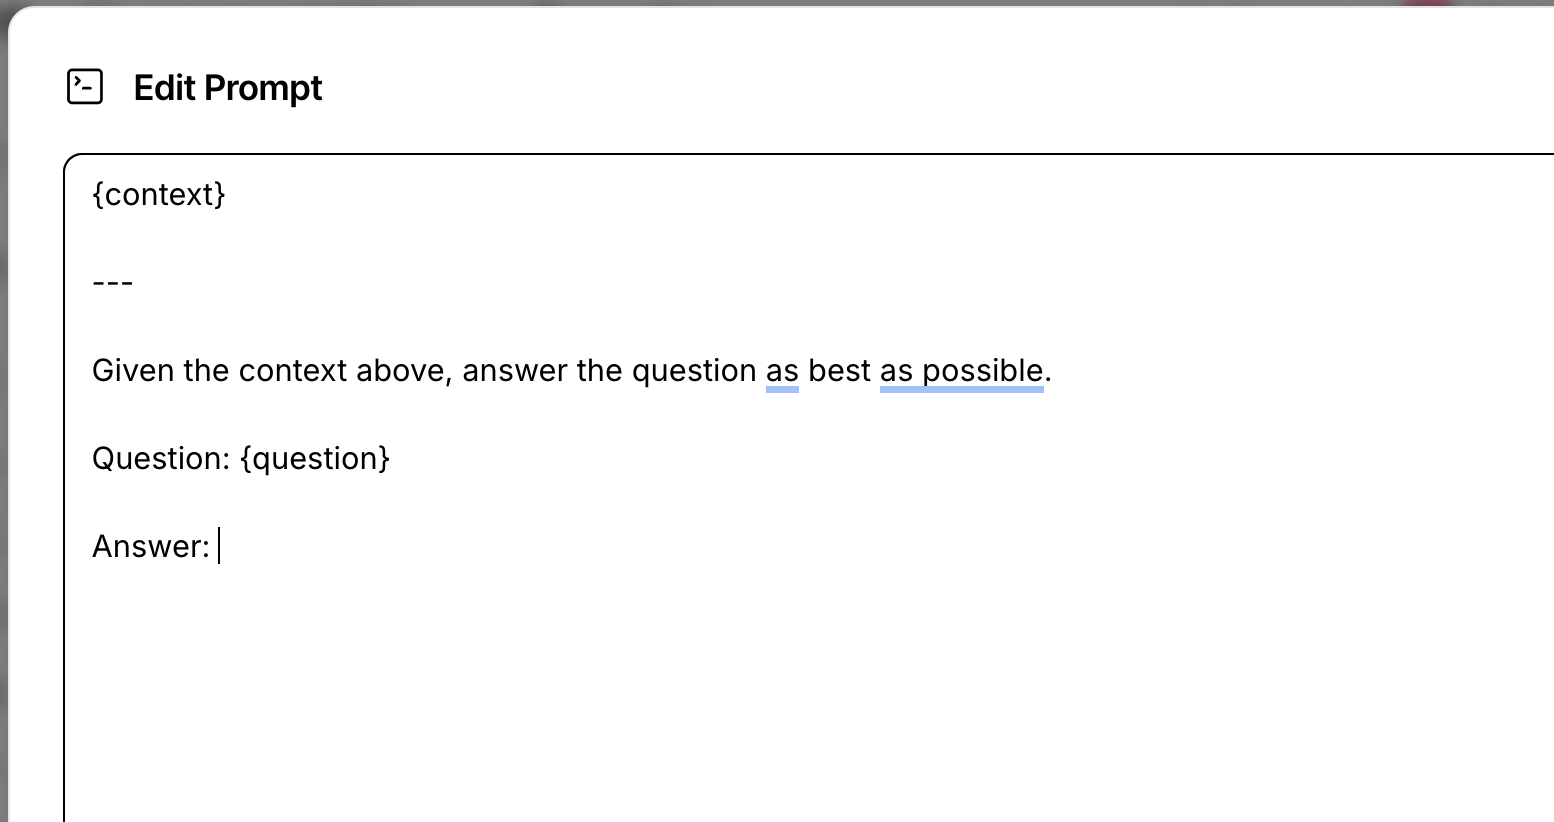 Edit Prompt
{context}
---
Given the context above, answer the question as best as possible.
Question: {question}
Answer: